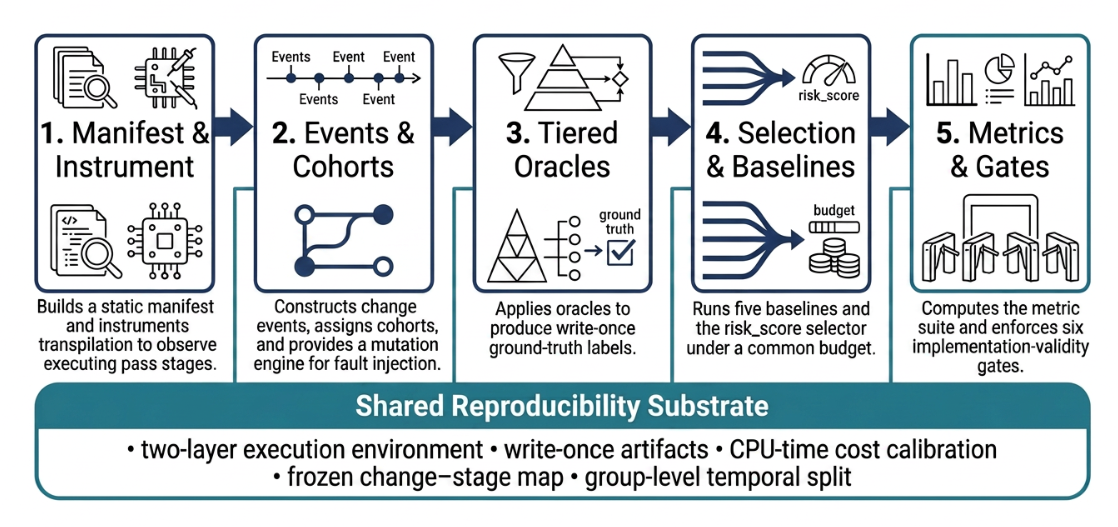 1. Manifest &
Instrument
</>
Builds a static manifest
and instruments
transpilation to observe
executing pass stages.
Events Event Event
Events Event
2. Events &
Cohorts
Constructs change
events, assigns cohorts,
and provides a mutation
engine for fault injection.
3. Tiered
Oracles
ground
truth
Applies oracles to
produce write-once
ground-truth labels.
risk_score
4. Selection
& Baselines
budget
Runs five baselines and
the risk_score selector
under a common budget.
5. Metrics
& Gates
Computes the metric
suite and enforces six
implementation-validity
gates.
Shared Reproducibility Substrate
• two-layer execution environment • write-once artifacts • CPU-time cost calibration
• frozen change–stage map • group-level temporal split